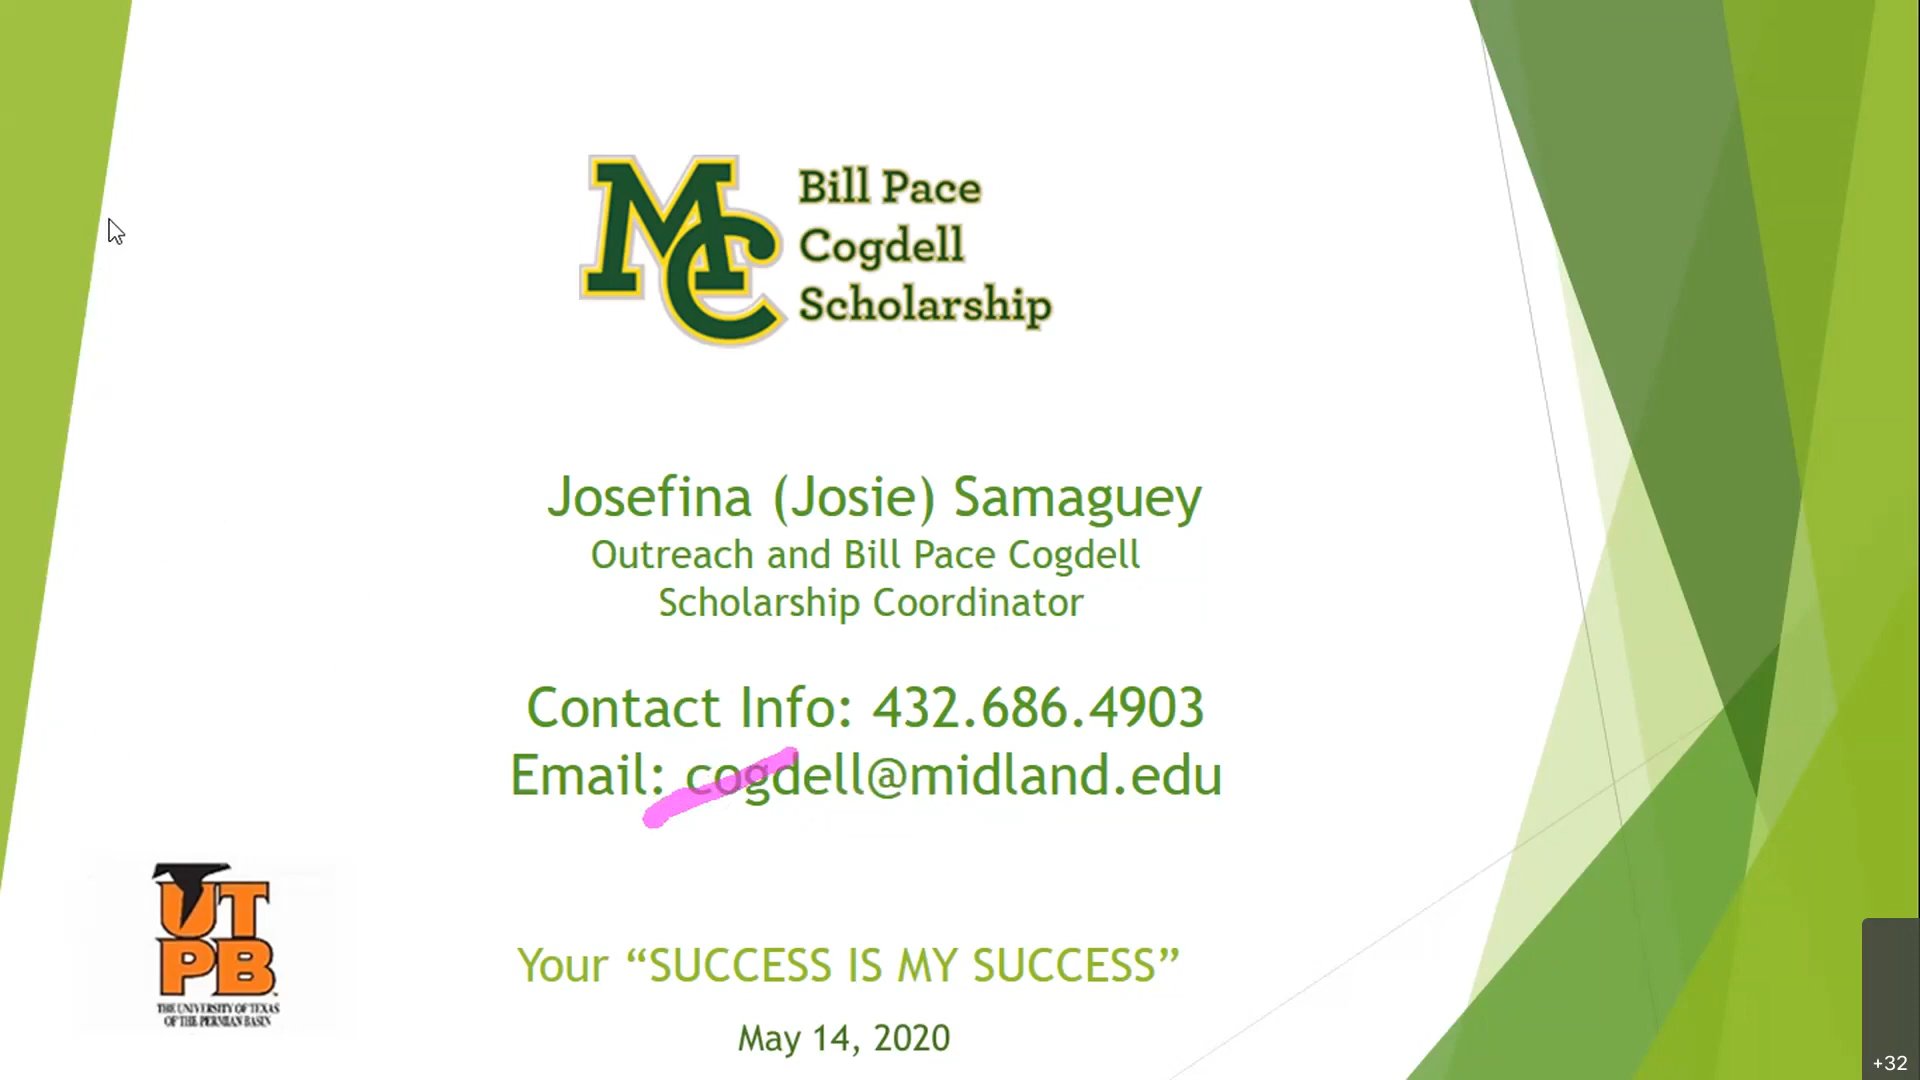 MC
Bill Pace
Cogdell
Scholarship
Josefina (Josie) Samaguey
Outreach and Bill Pace Cogdell
Scholarship Coordinator
Contact Info: 432.686.4903
Email: cogdell@midland.edu
UT
PB
THE UNIVERSITY OF TEXAS
OF THE PERMIAN BASIN
Your “SUCCESS IS MY SUCCESS”
May 14, 2020
+32